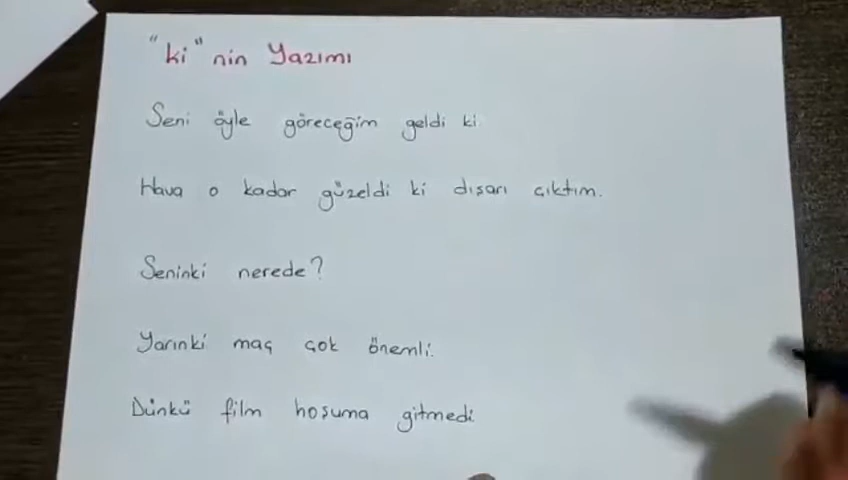 "ki" nin Yazımı
Seni öyle göreceğim geldi ki
Hava o kadar güzeldi ki dışarı çıktım.
Seninki nerede?
Yarınki maç çok önemli.
Dünkü film hoşuma gitmedi